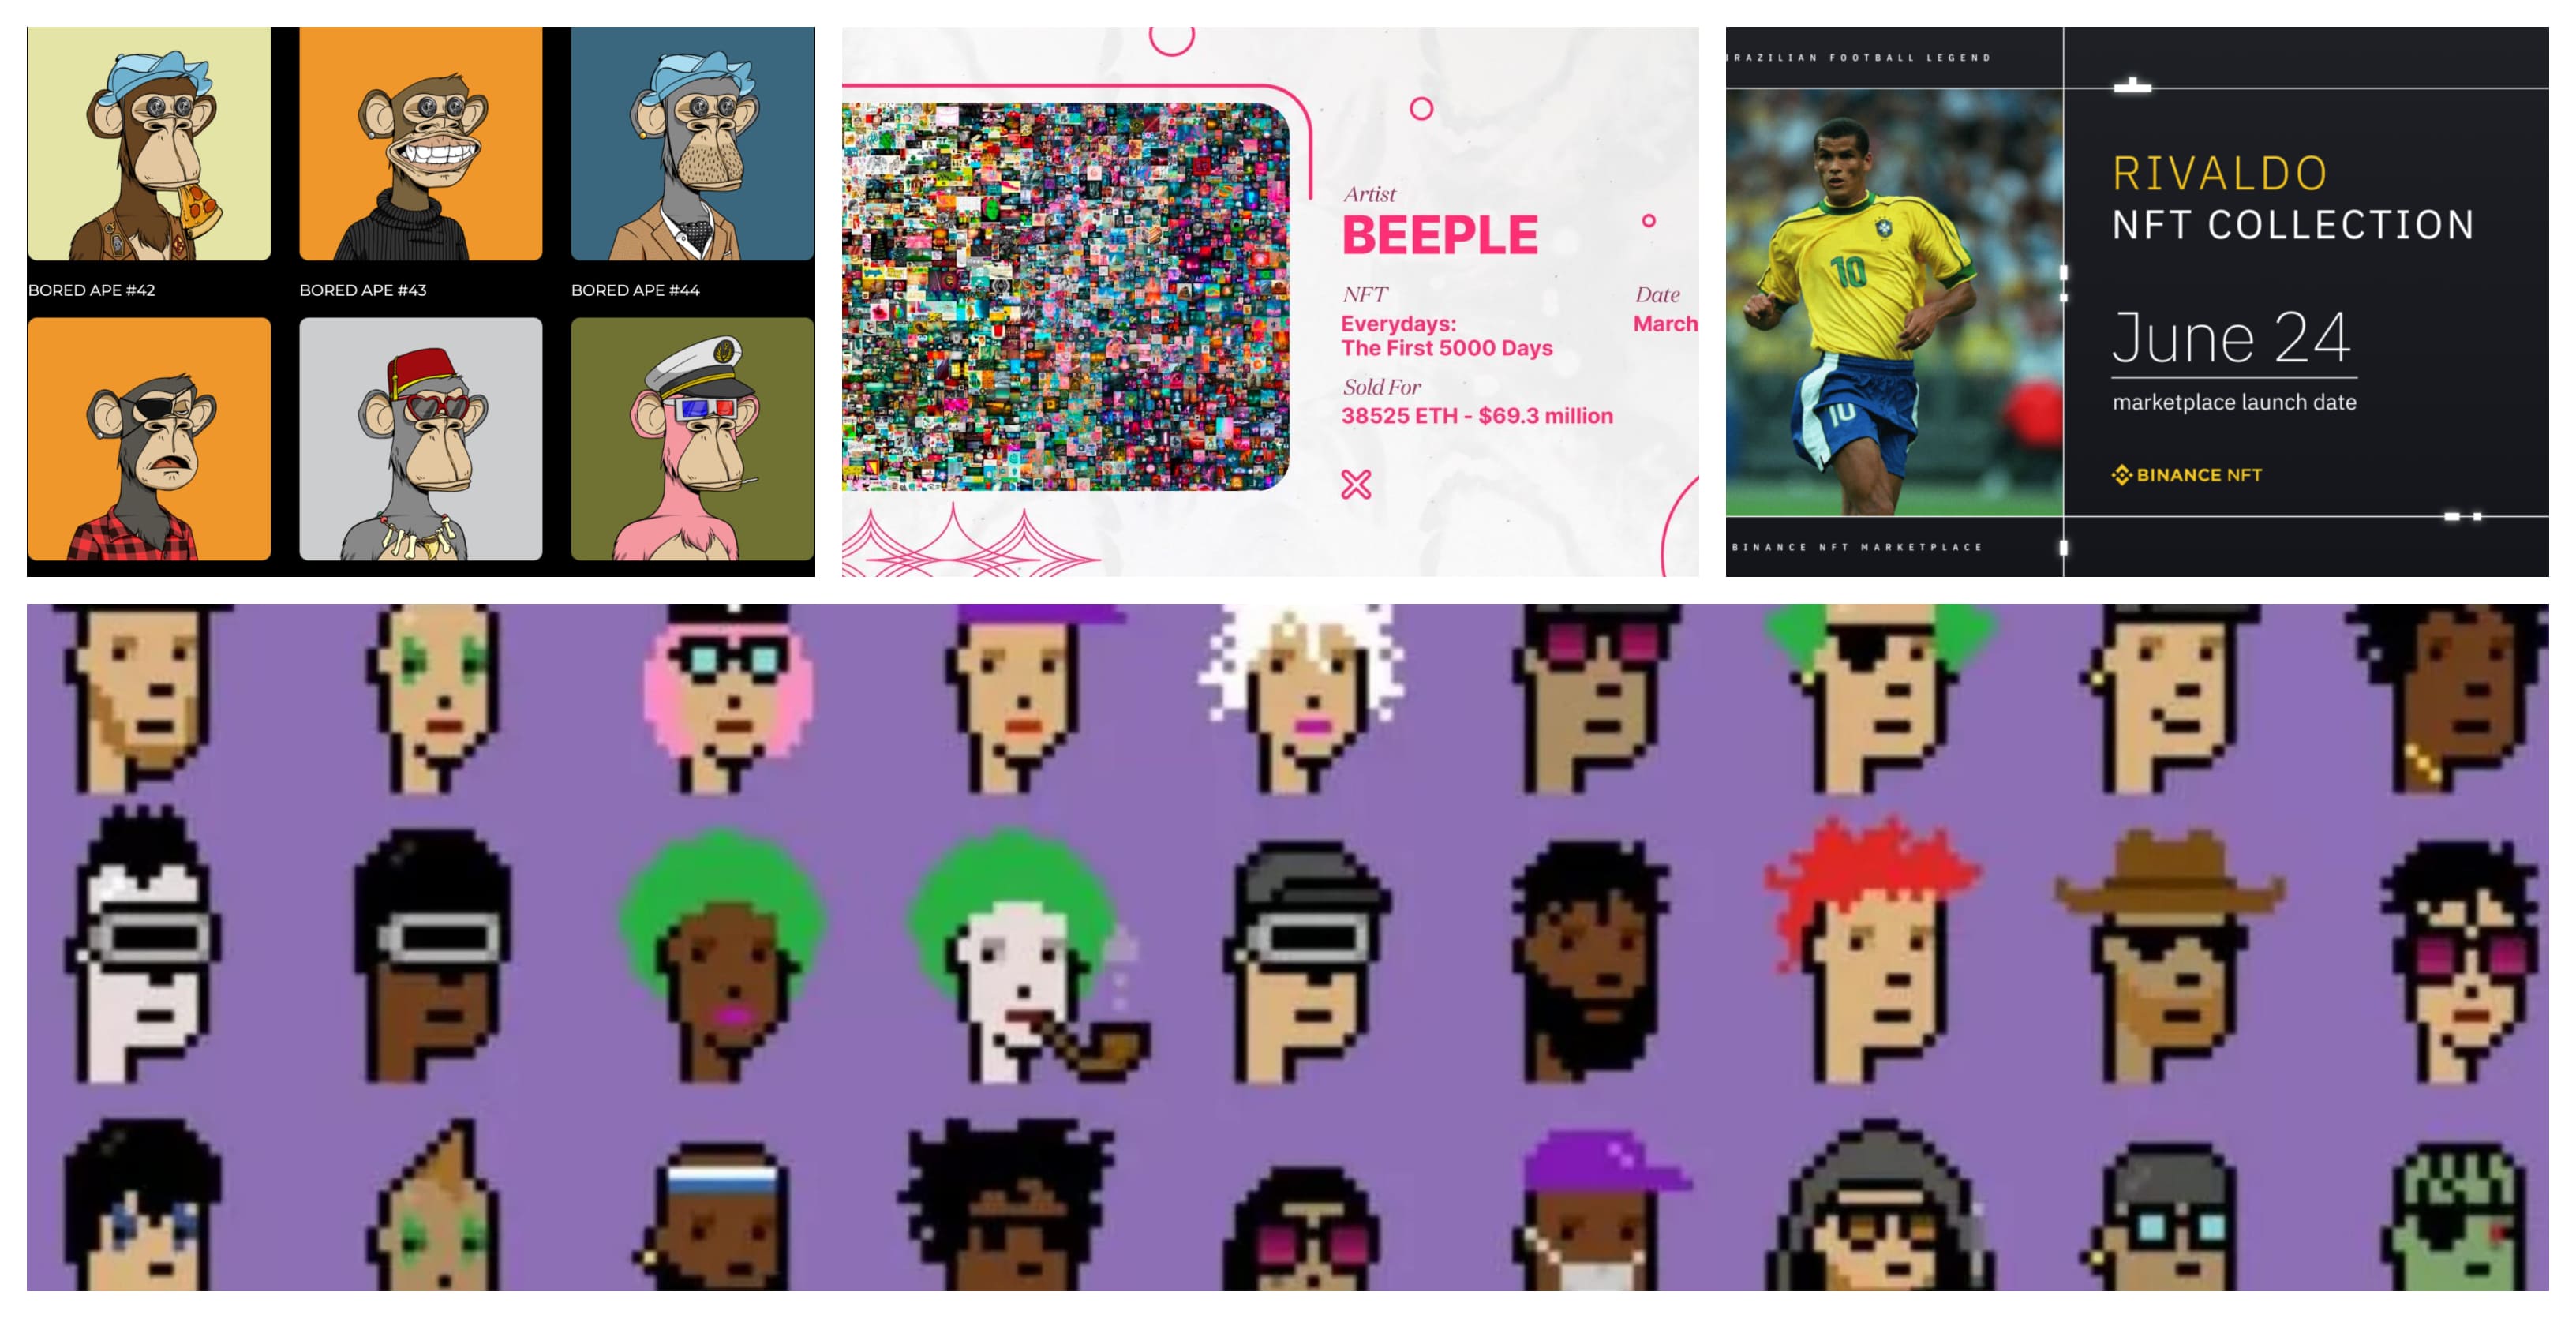 BORED APE #42
BORED APE #43
BORED APE #44
Artist
BEEPLE
NFT
Everydays:
The First 5000 Days
Date
March
Sold For
38525 ETH - $69.3 million
RAZILIAN FOOTBALL LEGEND
10
10
RIVALDO
NFT COLLECTION
June 24
marketplace launch date
BINANCE NFT
BINANCE NFT MARKETPLACE